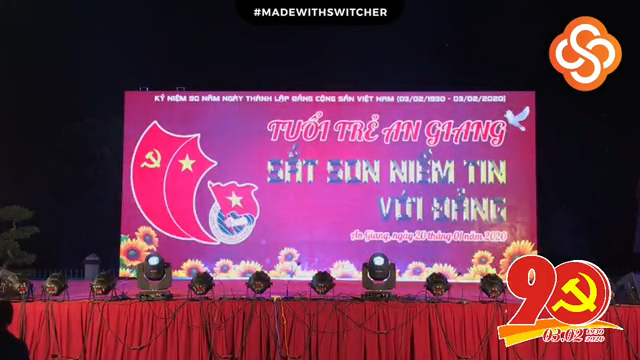 #MADEWITHSWITCHER
KỶ NIỆM 90 NĂM NGÀY THÀNH LẬP ĐẢNG CỘNG SẢN VIỆT NAM (03/02/1930 - 03/02/2020)
TUỔI TRẺ AN GIANG
SẮT SON NIỀM TIN
VỚI ĐẢNG
An Giang, ngày 20 tháng 01 năm 2020
90
03.02 1930
2020